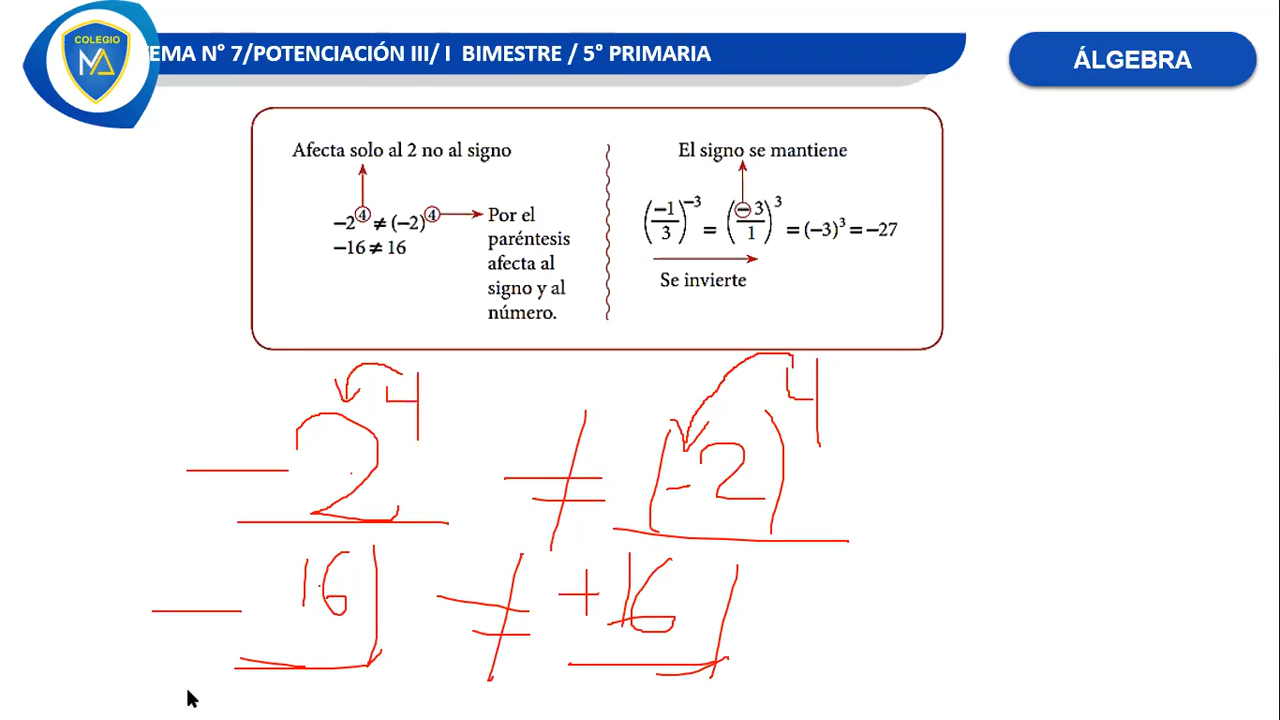 COLEGIO
MA
TEMA N° 7/POTENCIACIÓN III/ I BIMESTRE / 5° PRIMARIA
ÁLGEBRA
Afecta solo al 2 no al signo
−2⁴ ≠ (−2)⁴
−16 ≠ 16
Por el
paréntesis
afecta al
signo y al
número.
El signo se mantiene
(−1/3)⁻³ = (−3/1)³ = (−3)³ = −27
Se invierte
−2⁴ ≠ (−2)⁴
−16 ≠ +16